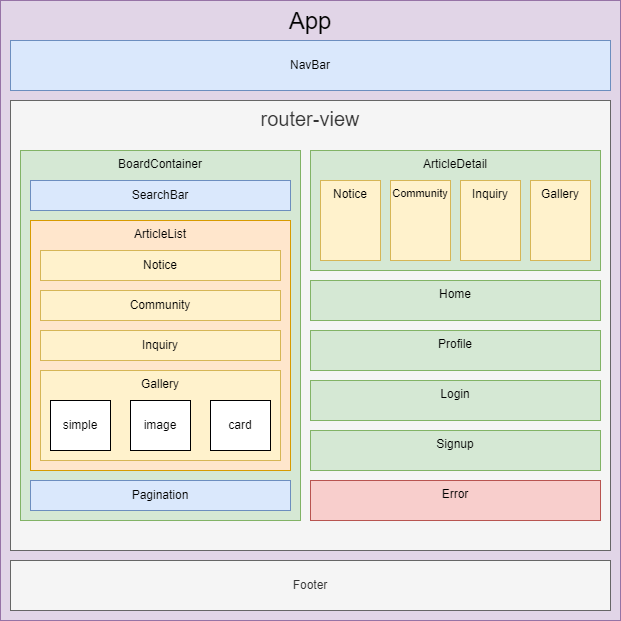 App
NavBar
router-view
BoardContainer
SearchBar
ArticleList
Notice
Community
Inquiry
Gallery
simple
image
card
Pagination
ArticleDetail
Notice
Community
Inquiry
Gallery
Home
Profile
Login
Signup
Error
Footer